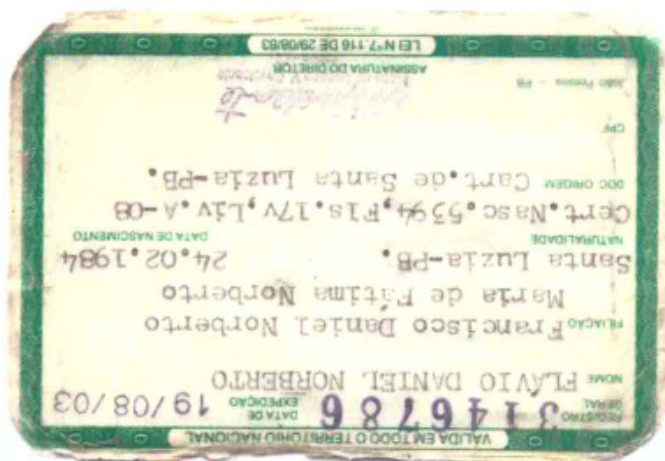 VÁLIDA EM TODO O TERRITÓRIO NACIONAL
REGISTRO GERAL 3146786 DATA DE EXPEDIÇÃO 19/08/03
NOME FLÁVIO DANIEL NORBERTO
FILIAÇÃO Francisco Daniel Norberto
Maria de Fátima Norberto
NATURALIDADE Santa Luzia-PB. DATA DE NASCIMENTO 24.02.1984
DOC ORIGEM Cert.Nasc.5394,Fls.17v,Liv.A-08
Cart.de Santa Luzia-PB.
CPF
João Pessoa - PB
ASSINATURA DO DIRETOR
LEI Nº 7.116 DE 29/08/83